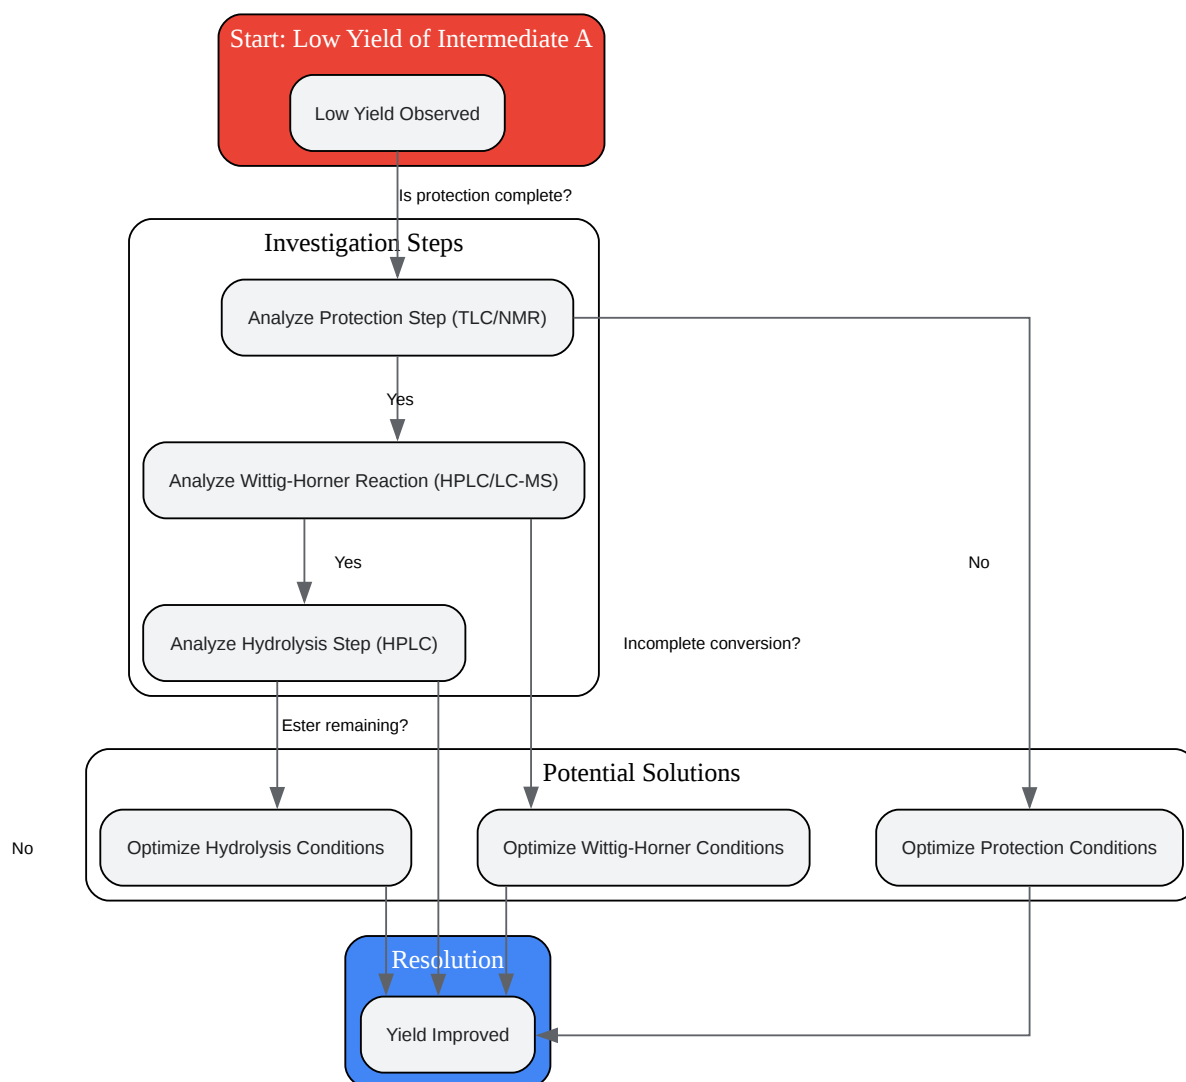 Start: Low Yield of Intermediate A
Low Yield Observed
Is protection complete?
Investigation Steps
Analyze Protection Step (TLC/NMR)
Yes
Analyze Wittig-Horner Reaction (HPLC/LC-MS)
Yes
No
Analyze Hydrolysis Step (HPLC)
Incomplete conversion?
Ester remaining?
Potential Solutions
No
Optimize Hydrolysis Conditions
Optimize Wittig-Horner Conditions
Optimize Protection Conditions
Resolution
Yield Improved